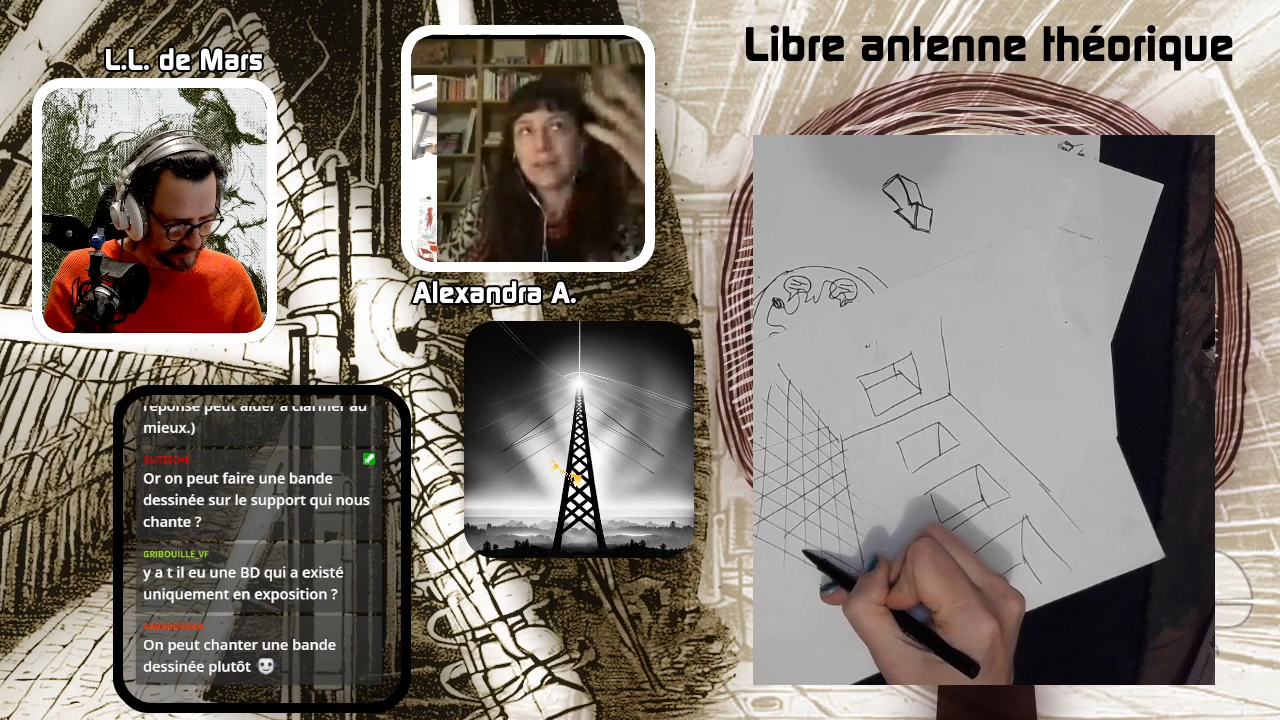 L.L. de Mars
Libre antenne théorique
Alexandra A.
réponse peut aider à clarifier au
mieux.)
Or on peut faire une bande
dessinée sur le support qui nous
chante ?
GRIBOUILLE_VF
y a t il eu une BD qui a existé
uniquement en exposition ?
On peut chanter une bande
dessinée plutôt